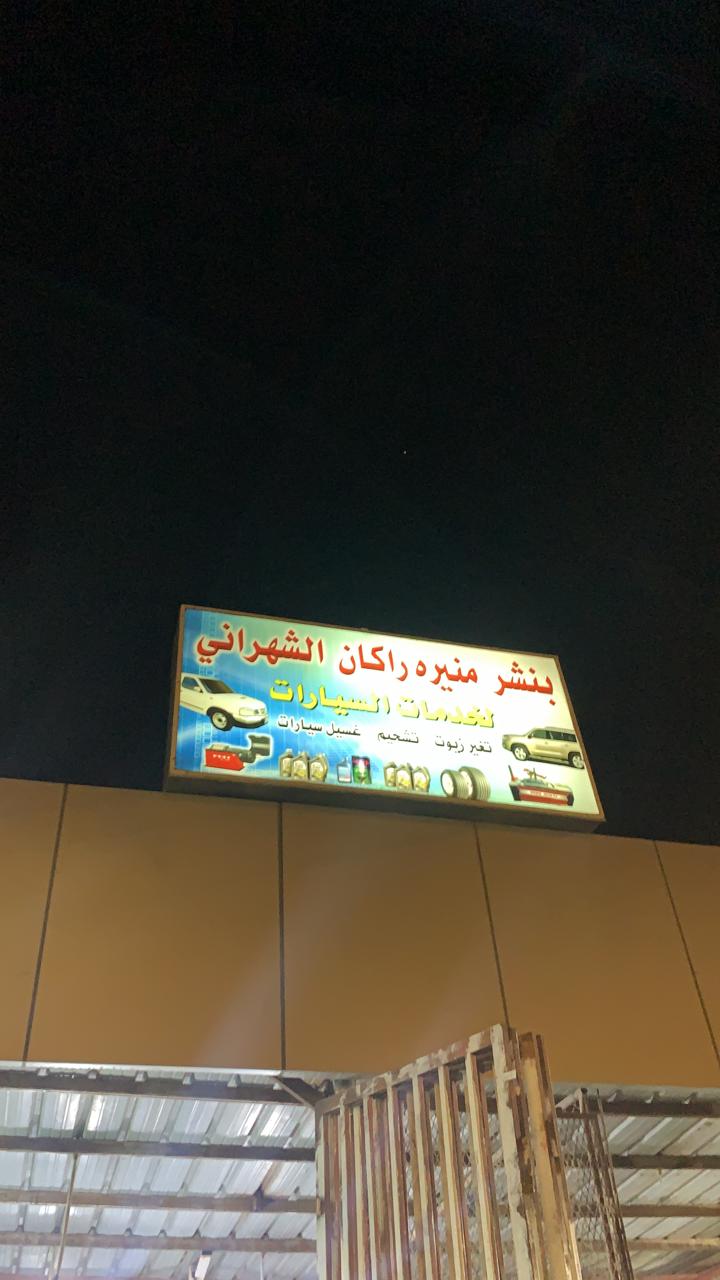 بنشر منيره راكان الشهراني
لخدمات السيارات
تغير زيوت تشحيم غسيل سيارات